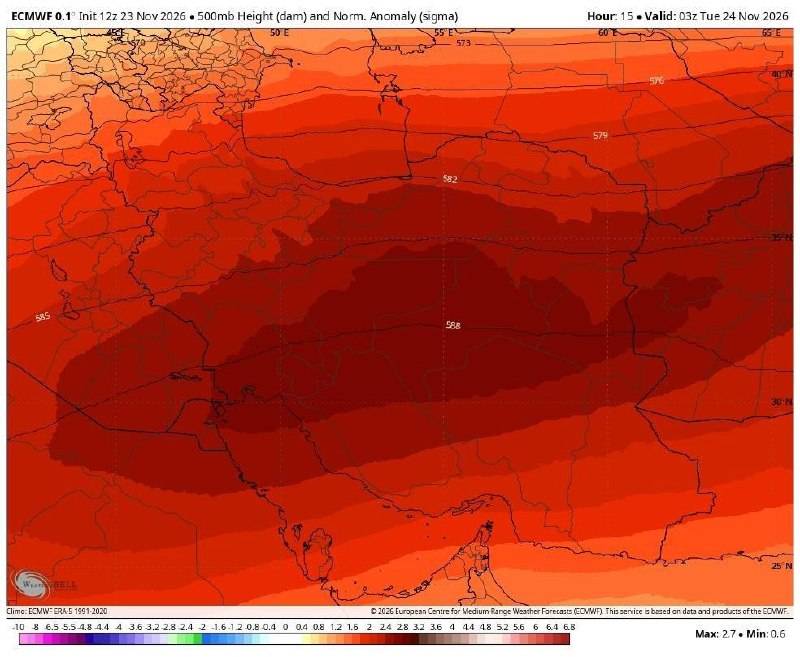 ECMWF 0.1° Init 12z 23 Nov 2026 • 500mb Height (dam) and Norm. Anomaly (sigma)
Hour: 15 • Valid: 03z Tue 24 Nov 2026
45°E
50°E
55°E
60°E
65°E
570
573
40°N
576
579
582
35°N
585
588
30°N
25°N
WeatherBELL
Climo: ECMWF ERA-5 1991-2020
© 2026 European Centre for Medium-Range Weather Forecasts (ECMWF). This service is based on data and products of the ECMWF.
-10 -8 -6.6 -5.5 -4.8 -4.4 -4 -3.6 -3.2 -2.8 -2.4 -2 -1.6 -1.2 -0.4 0 0.4 0.8 1.2 1.6 2 2.4 2.8 3.2 3.6 4 4.4 4.8 5.2 5.6 6 6.4 6.8
Max: 2.7 • Min: 0.6